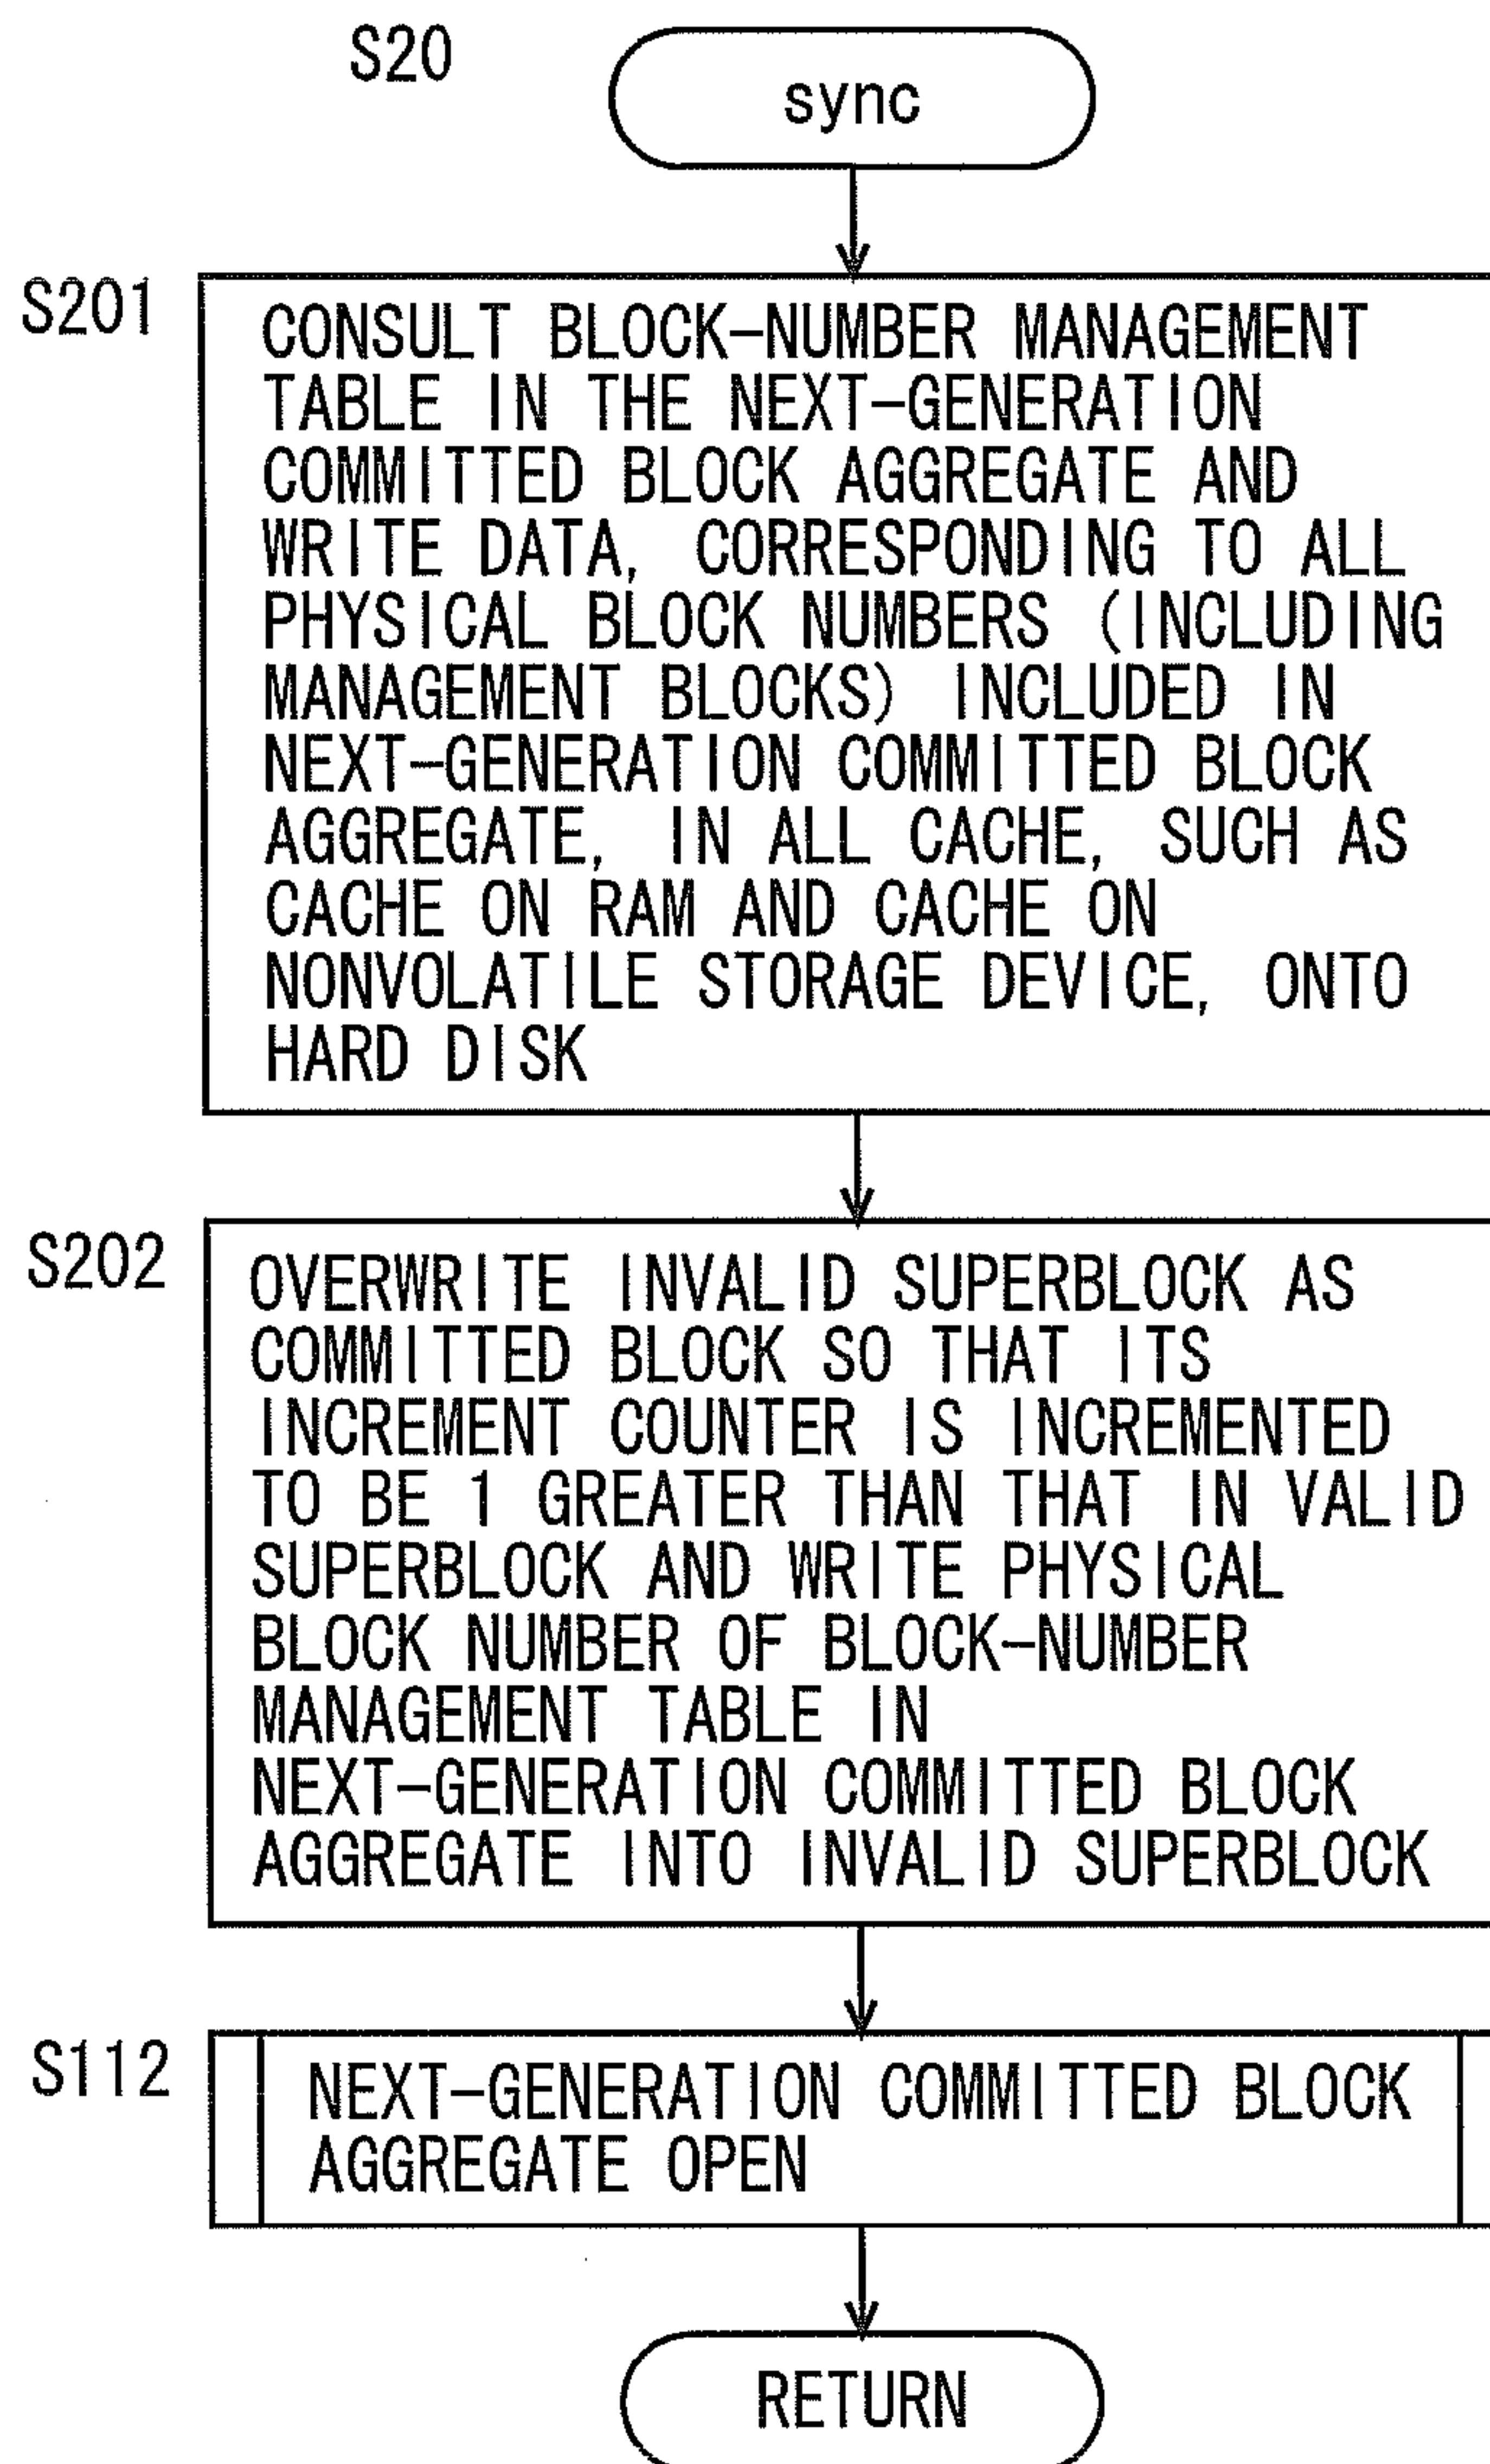 S20
sync
S201
CONSULT BLOCK-NUMBER MANAGEMENT
TABLE IN THE NEXT-GENERATION
COMMITTED BLOCK AGGREGATE AND
WRITE DATA, CORRESPONDING TO ALL
PHYSICAL BLOCK NUMBERS (INCLUDING
MANAGEMENT BLOCKS) INCLUDED IN
NEXT-GENERATION COMMITTED BLOCK
AGGREGATE, IN ALL CACHE, SUCH AS
CACHE ON RAM AND CACHE ON
NONVOLATILE STORAGE DEVICE, ONTO
HARD DISK
S202
OVERWRITE INVALID SUPERBLOCK AS
COMMITTED BLOCK SO THAT ITS
INCREMENT COUNTER IS INCREMENTED
TO BE 1 GREATER THAN THAT IN VALID
SUPERBLOCK AND WRITE PHYSICAL
BLOCK NUMBER OF BLOCK-NUMBER
MANAGEMENT TABLE IN
NEXT-GENERATION COMMITTED BLOCK
AGGREGATE INTO INVALID SUPERBLOCK
S112
NEXT-GENERATION COMMITTED BLOCK
AGGREGATE OPEN
RETURN